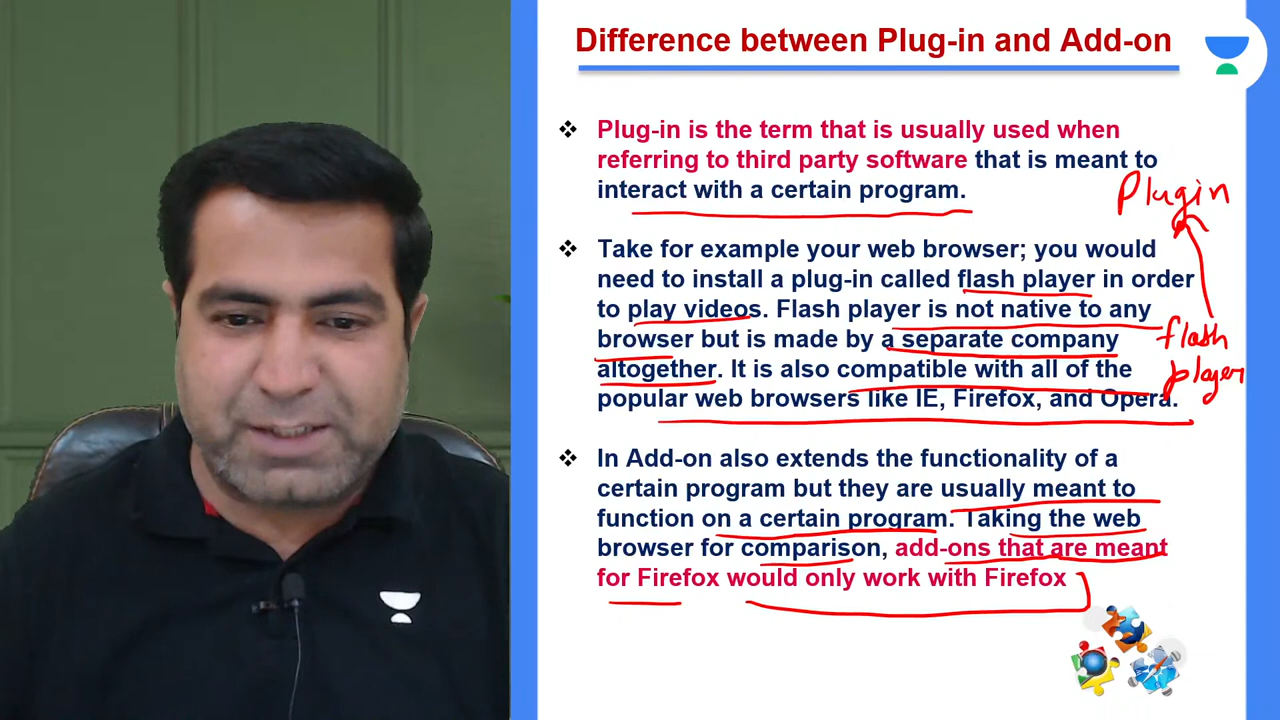 Difference between Plug-in and Add-on
Plug-in is the term that is usually used when
referring to third party software that is meant to
interact with a certain program.
Plugin
Take for example your web browser; you would
need to install a plug-in called flash player in order
to play videos. Flash player is not native to any
browser but is made by a separate company
altogether. It is also compatible with all of the
popular web browsers like IE, Firefox, and Opera.
flash
player
In Add-on also extends the functionality of a
certain program but they are usually meant to
function on a certain program. Taking the web
browser for comparison, add-ons that are meant
for Firefox would only work with Firefox